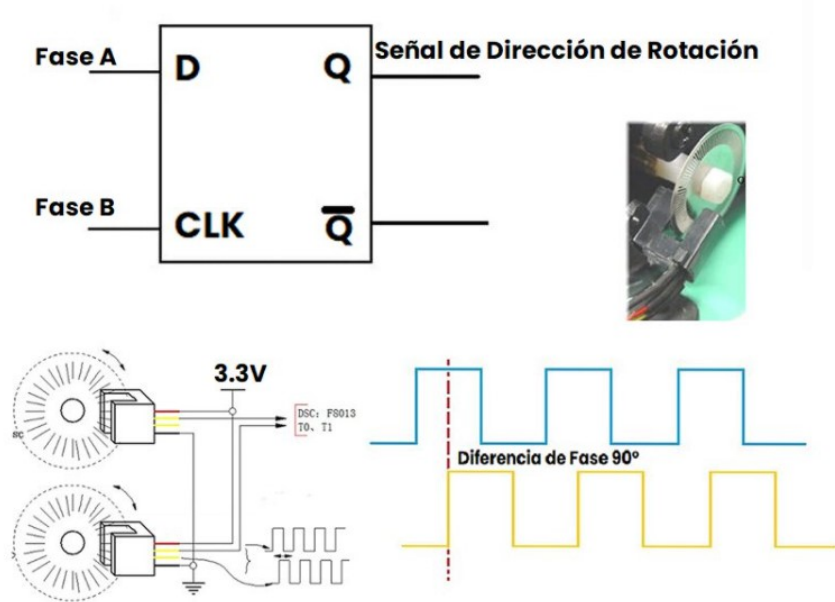 Fase A
D
Q
Señal de Dirección de Rotación
Fase B
CLK
Q̅
3.3V
DSC: F8013
T0、T1
Diferencia de Fase 90º